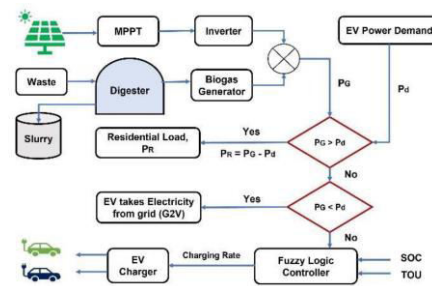 MPPT
Inverter
EV Power Demand
Waste
Digester
Biogas
Generator
PG
Pd
Slurry
Residential Load,
PR
Yes
PR = PG - Pd
PG > Pd
No
EV takes Electricity
from grid (G2V)
Yes
PG < Pd
No
EV
Charger
Charging Rate
Fuzzy Logic
Controller
SOC
TOU